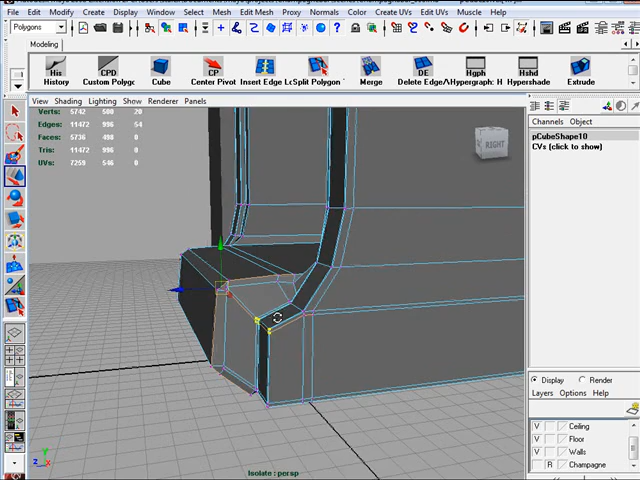 File Edit Modify Create Display Window Assets Select Mesh Edit Mesh Proxy Normals Color Create UVs Edit UVs Muscle Help
Polygons
Modeling
His CPD CP Hgph Hshd
History Custom Polygo Cube Center Pivot Insert Edge Lo Split Polygon Merge Delete Edge/ Hypergraph: H Hypershade Extrude
View Shading Lighting Show Renderer Panels
Verts: 5742 500 20
Edges: 11472 996 54
Faces: 5736 498 0
Tris: 11472 996 0
UVs: 7259 546 0
RIGHT
Channels Object
pCubeShape10
CVs (click to show)
Display Render
Layers Options Help
V Ceiling
V Floor
V Walls
R Champagne
Y
Z X
Isolate : persp